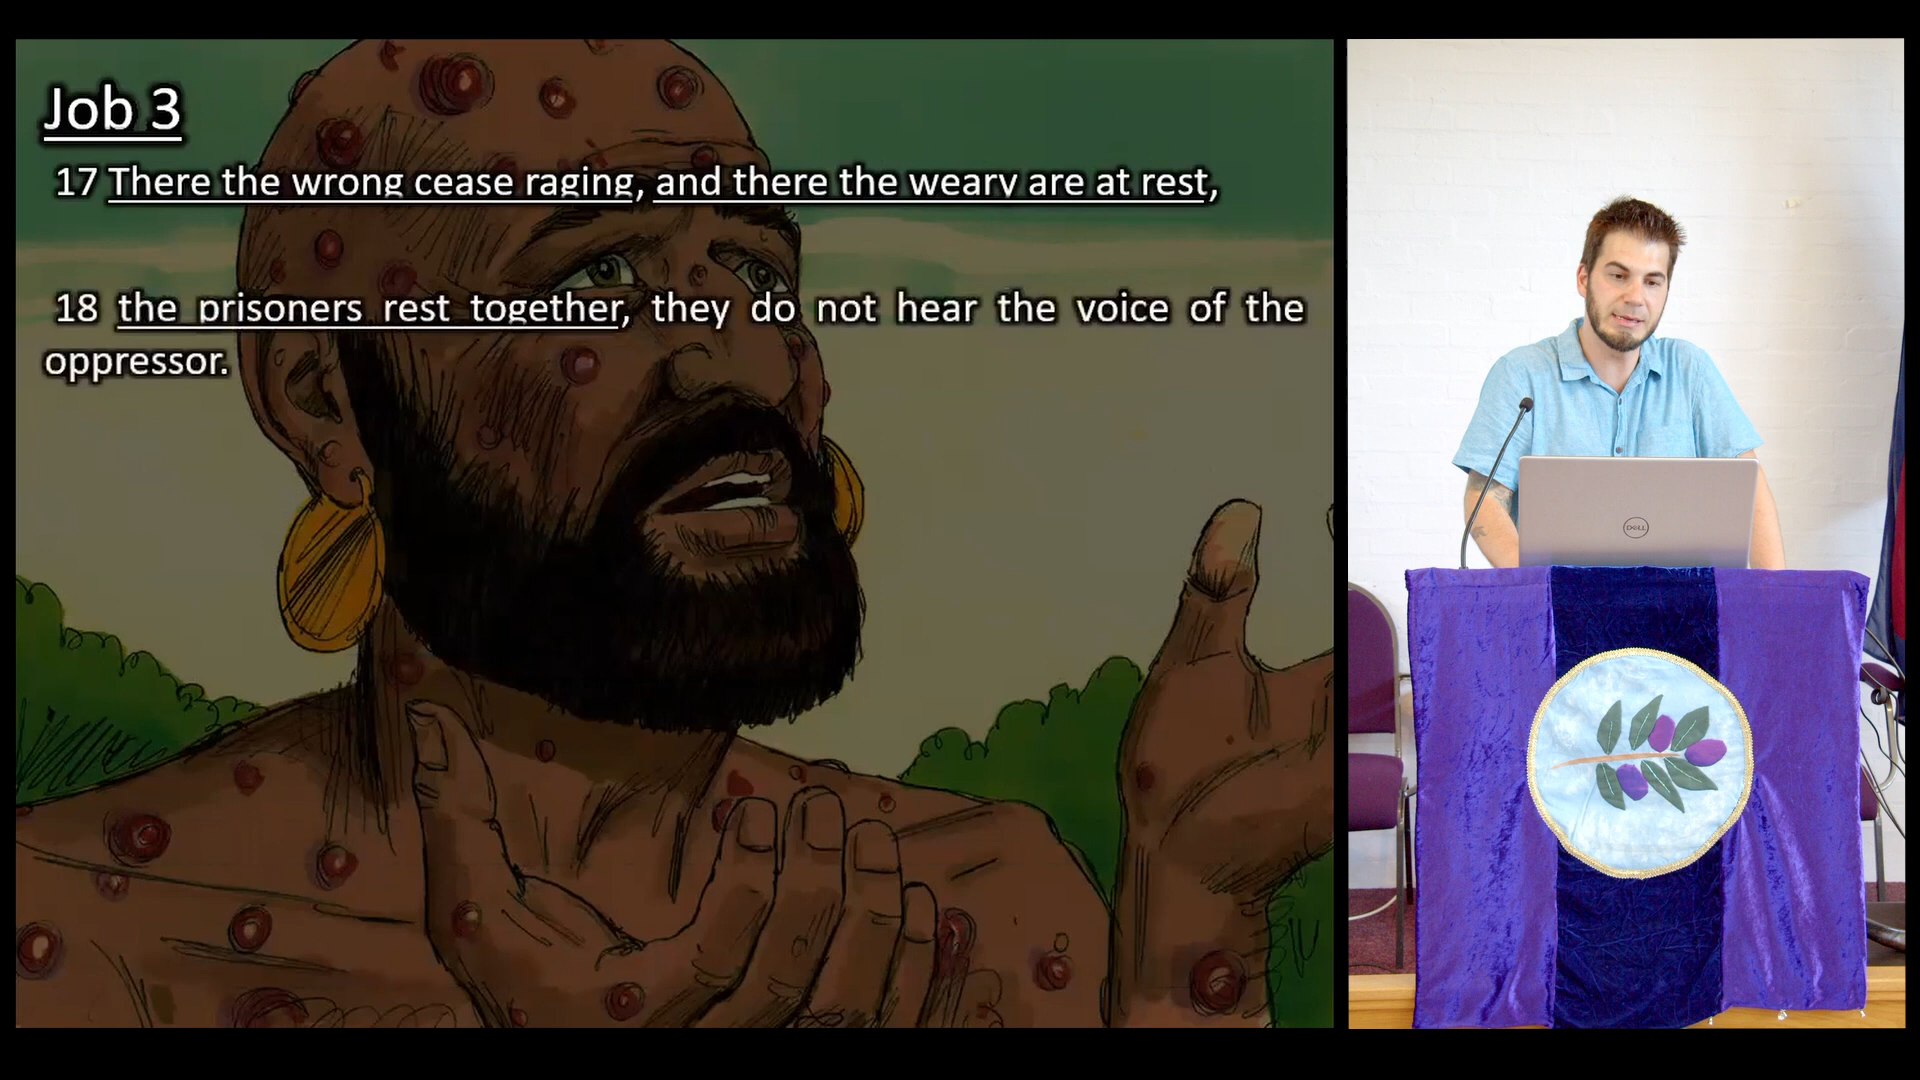 Job 3
17 There the wrong cease raging, and there the weary are at rest,
18 the prisoners rest together, they do not hear the voice of the
oppressor.
DELL